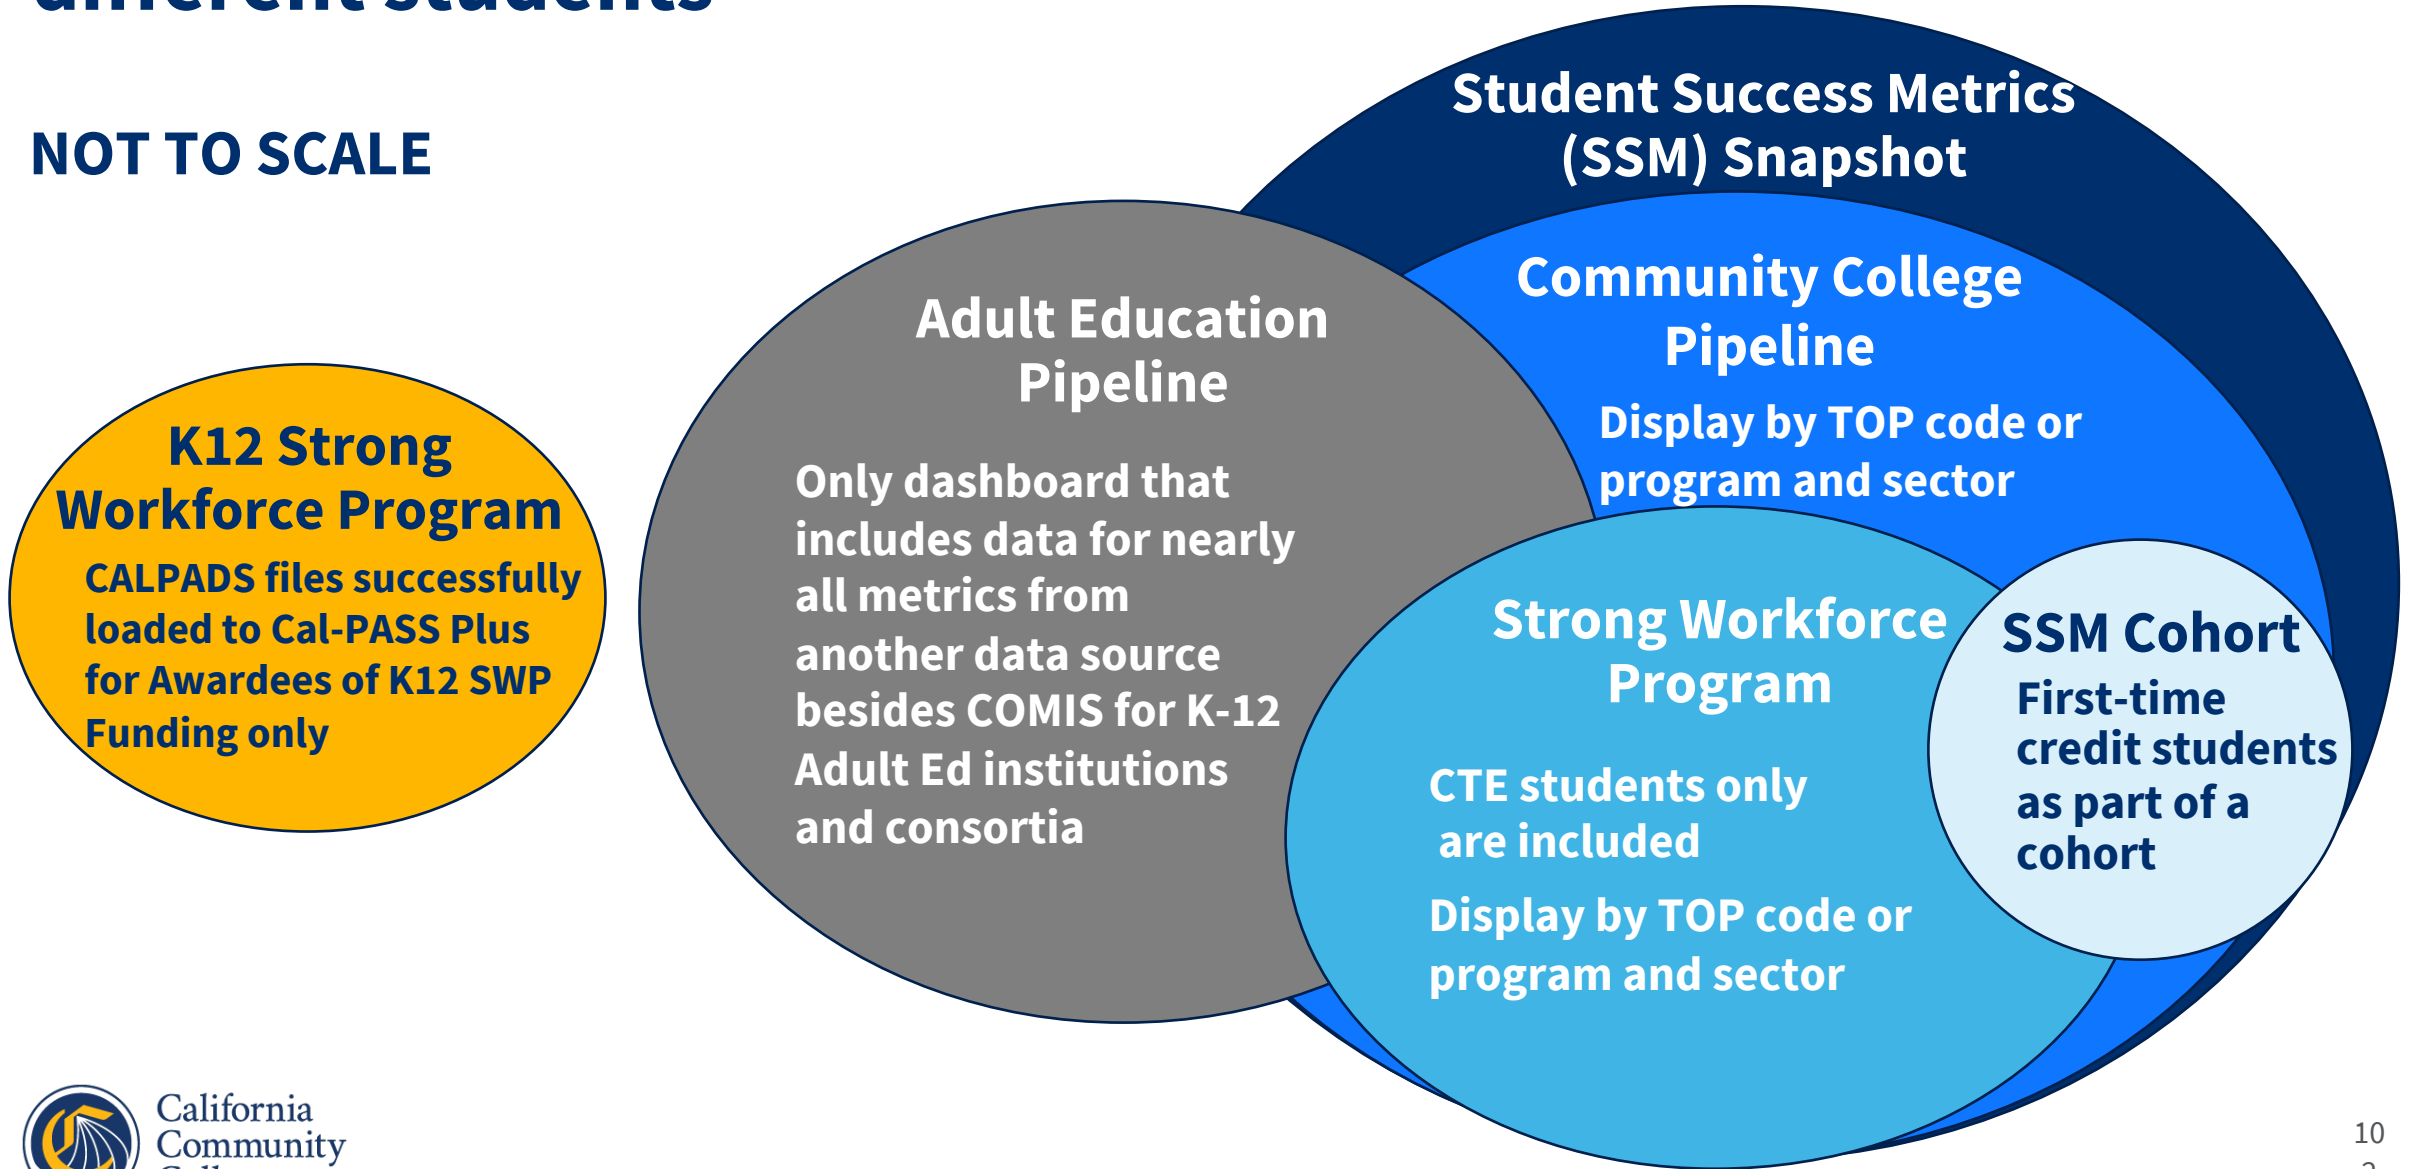 different students
NOT TO SCALE
Student Success Metrics
(SSM) Snapshot
Community College
Pipeline
Display by TOP code or
program and sector
Adult Education
Pipeline
Only dashboard that
includes data for nearly
all metrics from
another data source
besides COMIS for K-12
Adult Ed institutions
and consortia
K12 Strong
Workforce Program
CALPADS files successfully
loaded to Cal-PASS Plus
for Awardees of K12 SWP
Funding only
Strong Workforce
Program
CTE students only
are included
Display by TOP code or
program and sector
SSM Cohort
First-time
credit students
as part of a
cohort
California
Community
10